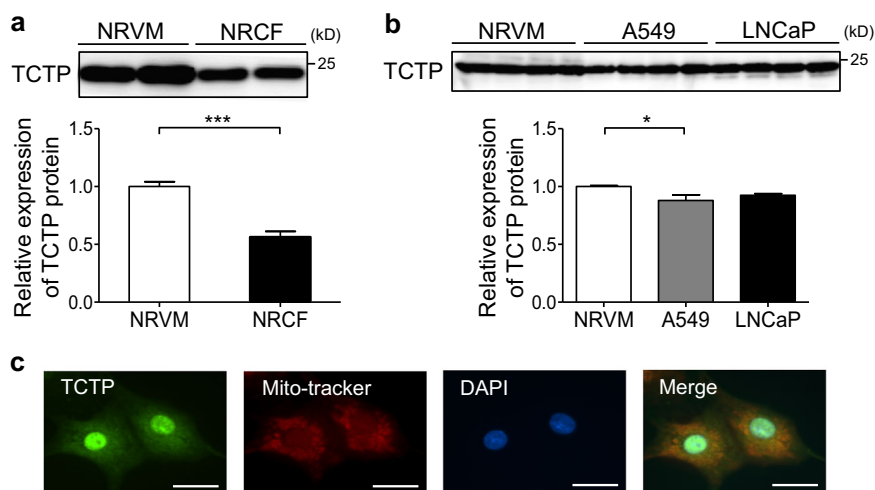 a
NRVM NRCF (kD)
TCTP 25
Relative expression
of TCTP protein
1.5
1.0
0.5
0.0
***
NRVM NRCF
b
NRVM A549 LNCaP (kD)
TCTP 25
Relative expression
of TCTP protein
1.5
1.0
0.5
0.0
*
NRVM A549 LNCaP
c
TCTP Mito-tracker DAPI Merge